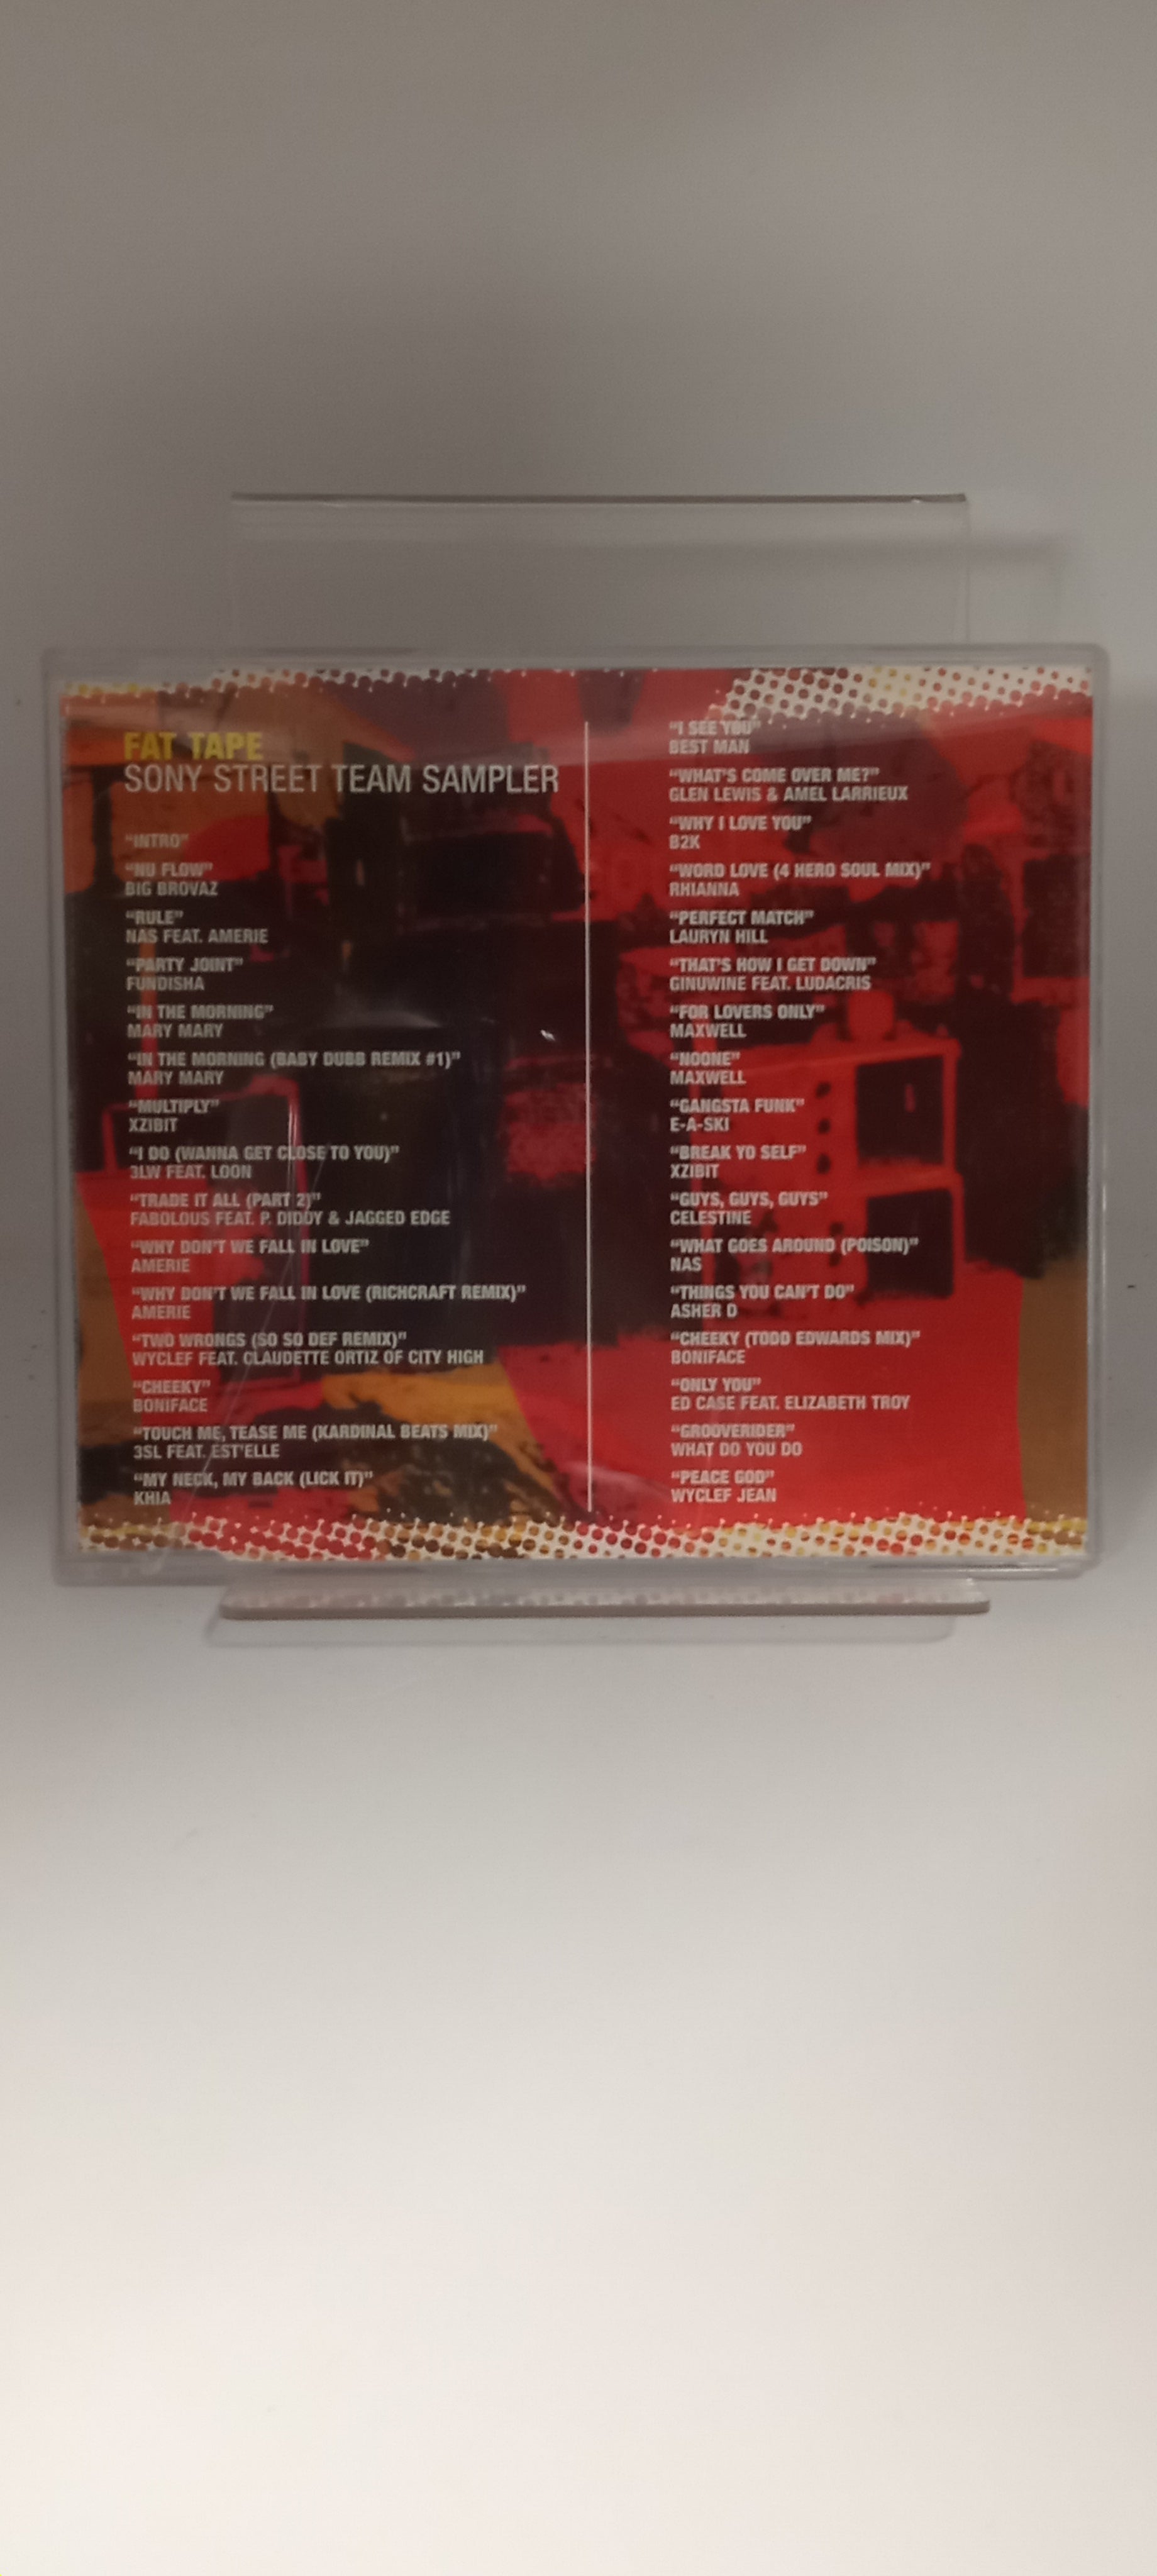 FAT TAPE
SONY STREET TEAM SAMPLER
"INTRO"
"NU FLOW"
BIG BROVAZ
"RULE"
NAS FEAT. AMERIE
"PARTY JOINT"
FUNDISHA
"IN THE MORNING"
MARY MARY
"IN THE MORNING (BABY DUBB REMIX #1)"
MARY MARY
"MULTIPLY"
XZIBIT
"I DO (WANNA GET CLOSE TO YOU)"
3LW FEAT. LOON
"TRADE IT ALL (PART 2)"
FABOLOUS FEAT. P. DIDDY & JAGGED EDGE
"WHY DON'T WE FALL IN LOVE"
AMERIE
"WHY DON'T WE FALL IN LOVE (RICHCRAFT REMIX)"
AMERIE
"TWO WRONGS (SO SO DEF REMIX)"
WYCLEF FEAT. CLAUDETTE ORTIZ OF CITY HIGH
"CHEEKY"
BONIFACE
"TOUCH ME, TEASE ME (KARDINAL BEATS MIX)"
3SL FEAT. EST'ELLE
"MY NECK, MY BACK (LICK IT)"
KHIA
"I SEE YOU"
BEST MAN
"WHAT'S COME OVER ME?"
GLEN LEWIS & AMEL LARRIEUX
"WHY I LOVE YOU"
B2K
"WORD LOVE (4 HERO SOUL MIX)"
RHIANNA
"PERFECT MATCH"
LAURYN HILL
"THAT'S HOW I GET DOWN"
GINUWINE FEAT. LUDACRIS
"FOR LOVERS ONLY"
MAXWELL
"NOONE"
MAXWELL
"GANGSTA FUNK"
E-A-SKI
"BREAK YO SELF"
XZIBIT
"GUYS, GUYS, GUYS"
CELESTINE
"WHAT GOES AROUND (POISON)"
NAS
"THINGS YOU CAN'T DO"
ASHER D
"CHEEKY (TODD EDWARDS MIX)"
BONIFACE
"ONLY YOU"
ED CASE FEAT. ELIZABETH TROY
"GROOVERIDER"
WHAT DO YOU DO
"PEACE GOD"
WYCLEF JEAN